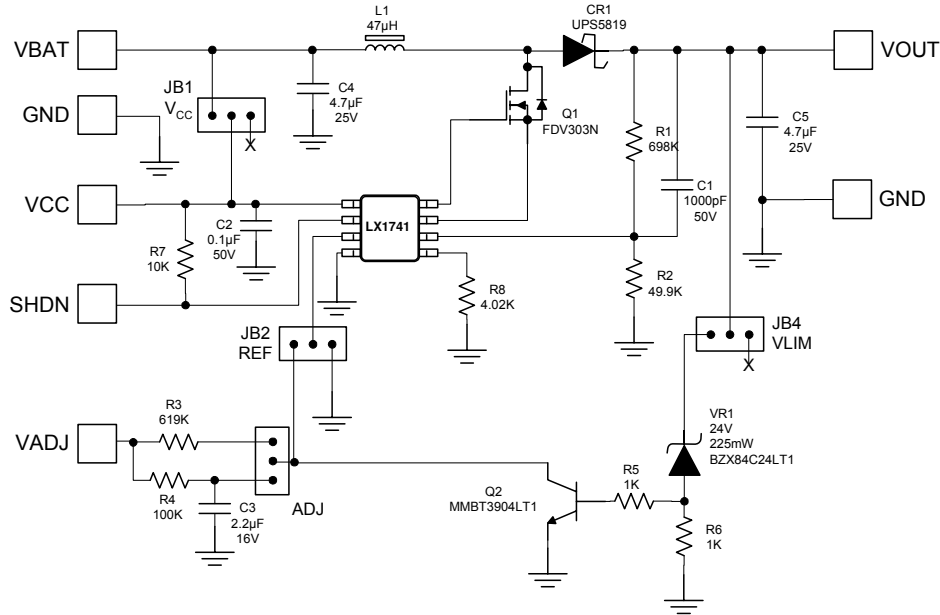 L1
47µH
CR1
UPS5819
VBAT
VOUT
JB1
VCC
C4
4.7µF
25V
Q1
FDV303N
R1
698K
C5
4.7µF
25V
GND
C1
1000pF
50V
VCC
GND
LX1741
C2
0.1µF
50V
R7
10K
R2
49.9K
R8
4.02K
SHDN
JB2
REF
JB4
VLIM
X
X
R3
619K
VADJ
VR1
24V
225mW
BZX84C24LT1
R4
100K
C3
2.2µF
16V
ADJ
Q2
MMBT3904LT1
R5
1K
R6
1K